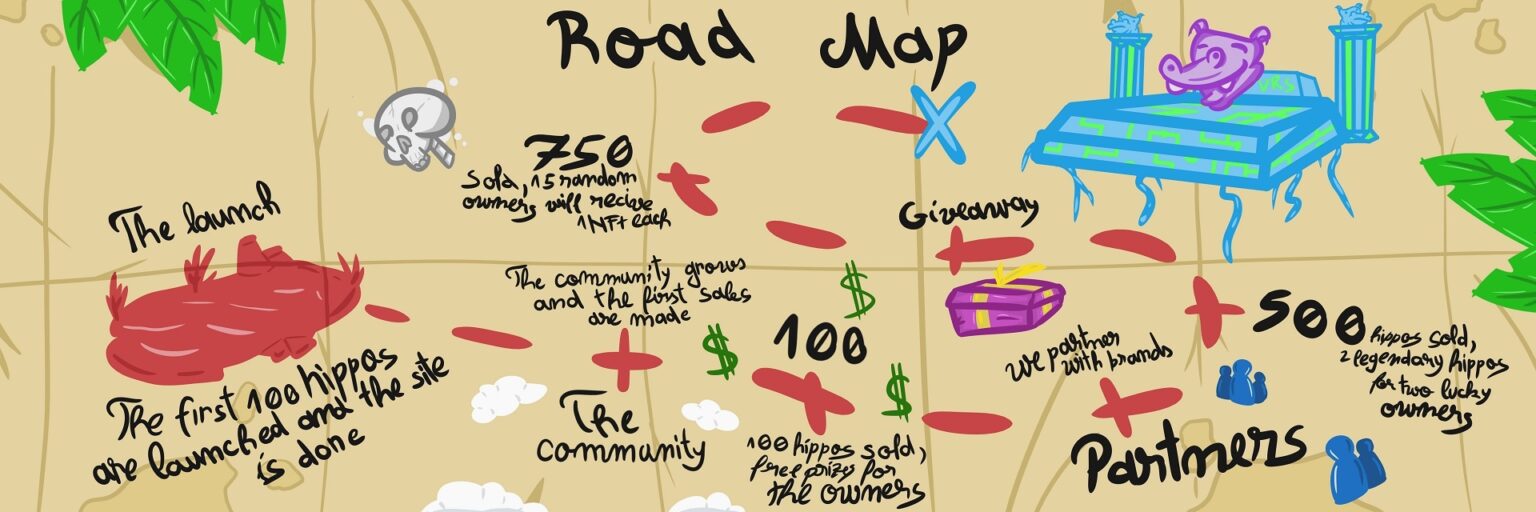 Road Map
The launch
The first 100 hippos
are launched and the site
is done
The community grows
and the first sales
are made
The
community
100
100 hippos sold,
free prizes for
the owners
we partner
with brands
Partners
500
hippos sold,
2 legendary hippos
for two lucky
owners
Giveaway
750
Sold, 15 random
owners will recive
1NFt each
VRS